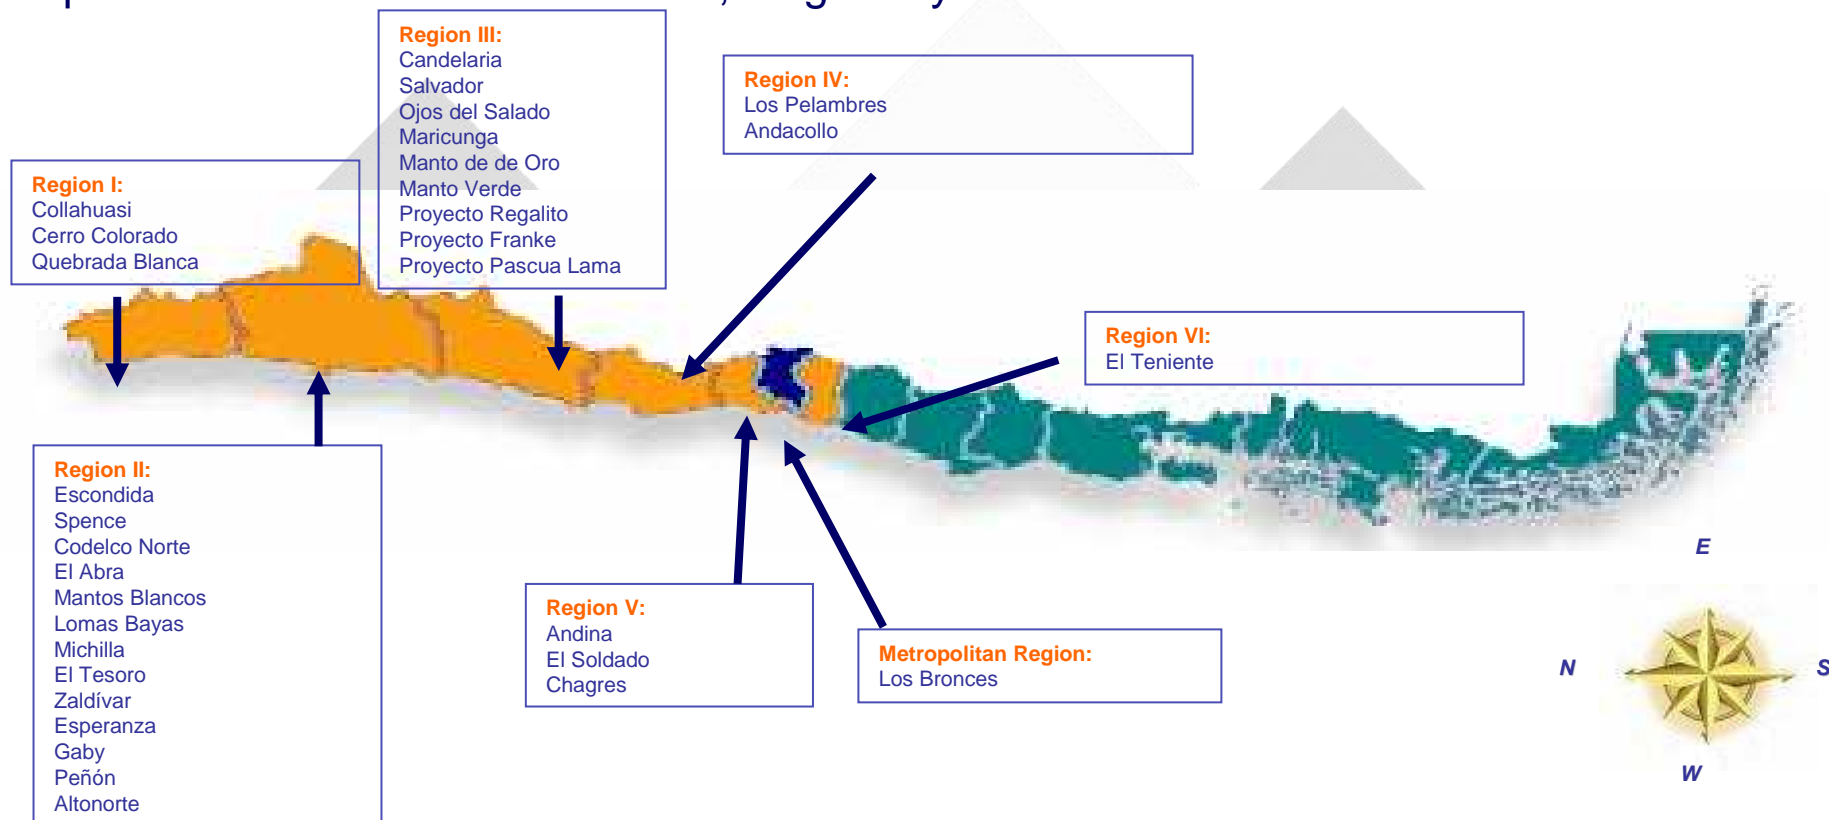 Region III:
Candelaria
Salvador
Ojos del Salado
Maricunga
Manto de de Oro
Manto Verde
Proyecto Regalito
Proyecto Franke
Proyecto Pascua Lama
Region IV:
Los Pelambres
Andacollo
Region I:
Collahuasi
Cerro Colorado
Quebrada Blanca
Region VI:
El Teniente
Region II:
Escondida
Spence
Codelco Norte
El Abra
Mantos Blancos
Lomas Bayas
Michilla
El Tesoro
Zaldívar
Esperanza
Gaby
Peñón
Altonorte
Region V:
Andina
El Soldado
Chagres
Metropolitan Region:
Los Bronces
E
N
S
W